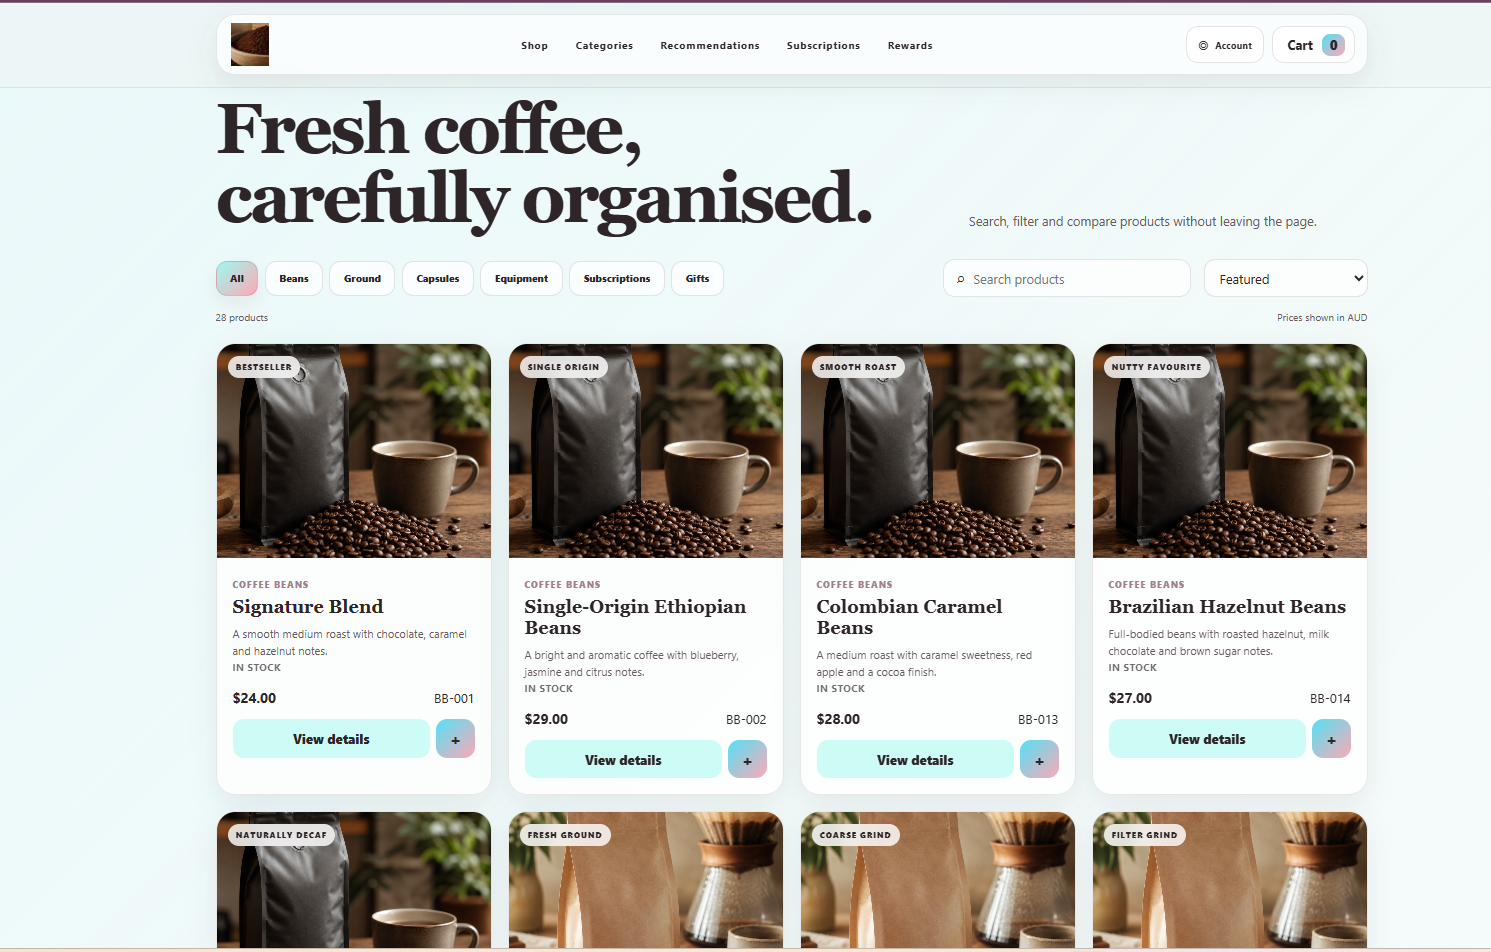 Shop Categories Recommendations Subscriptions Rewards
Account
Cart 0
Fresh coffee,
carefully organised.
Search, filter and compare products without leaving the page.
All Beans Ground Capsules Equipment Subscriptions Gifts
Search products
Featured
28 products
Prices shown in AUD
BESTSELLER
COFFEE BEANS
Signature Blend
A smooth medium roast with chocolate, caramel
and hazelnut notes.
IN STOCK
$24.00 BB-001
View details +
SINGLE ORIGIN
COFFEE BEANS
Single-Origin Ethiopian
Beans
A bright and aromatic coffee with blueberry,
jasmine and citrus notes.
IN STOCK
$29.00 BB-002
View details +
SMOOTH ROAST
COFFEE BEANS
Colombian Caramel
Beans
A medium roast with caramel sweetness, red
apple and a cocoa finish.
IN STOCK
$28.00 BB-013
View details +
NUTTY FAVOURITE
COFFEE BEANS
Brazilian Hazelnut Beans
Full-bodied beans with roasted hazelnut, milk
chocolate and brown sugar notes.
IN STOCK
$27.00 BB-014
View details +
NATURALLY DECAF
FRESH GROUND
COARSE GRIND
FILTER GRIND